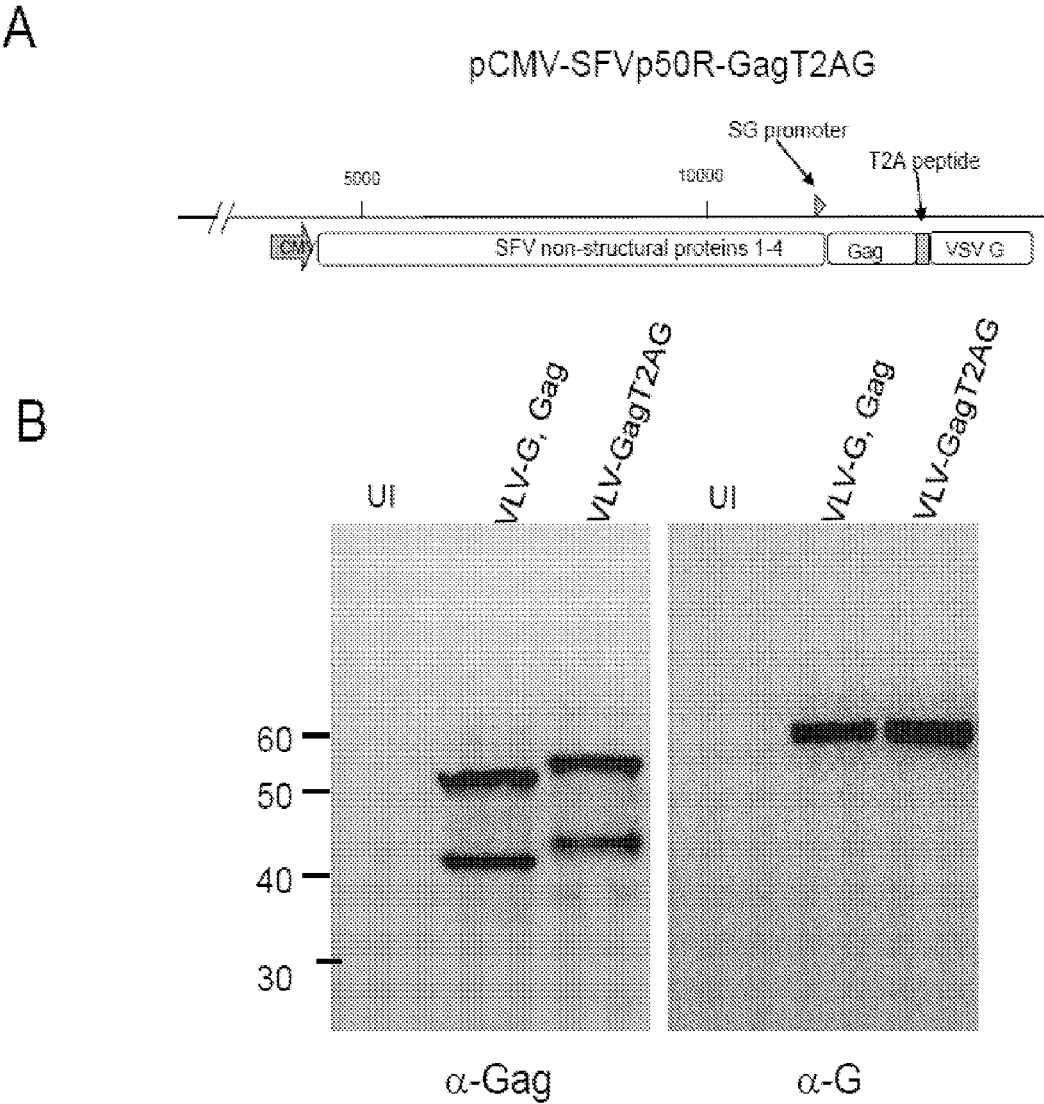 A
pCMV-SFVp50R-GagT2AG
SG promoter
T2A peptide
5000
10000
CM
SFV non-structural proteins 1-4
Gag
VSV G
B
UI
VLV-G, Gag
VLV-GagT2AG
UI
VLV-G, Gag
VLV-GagT2AG
60
50
40
30
α-Gag
α-G